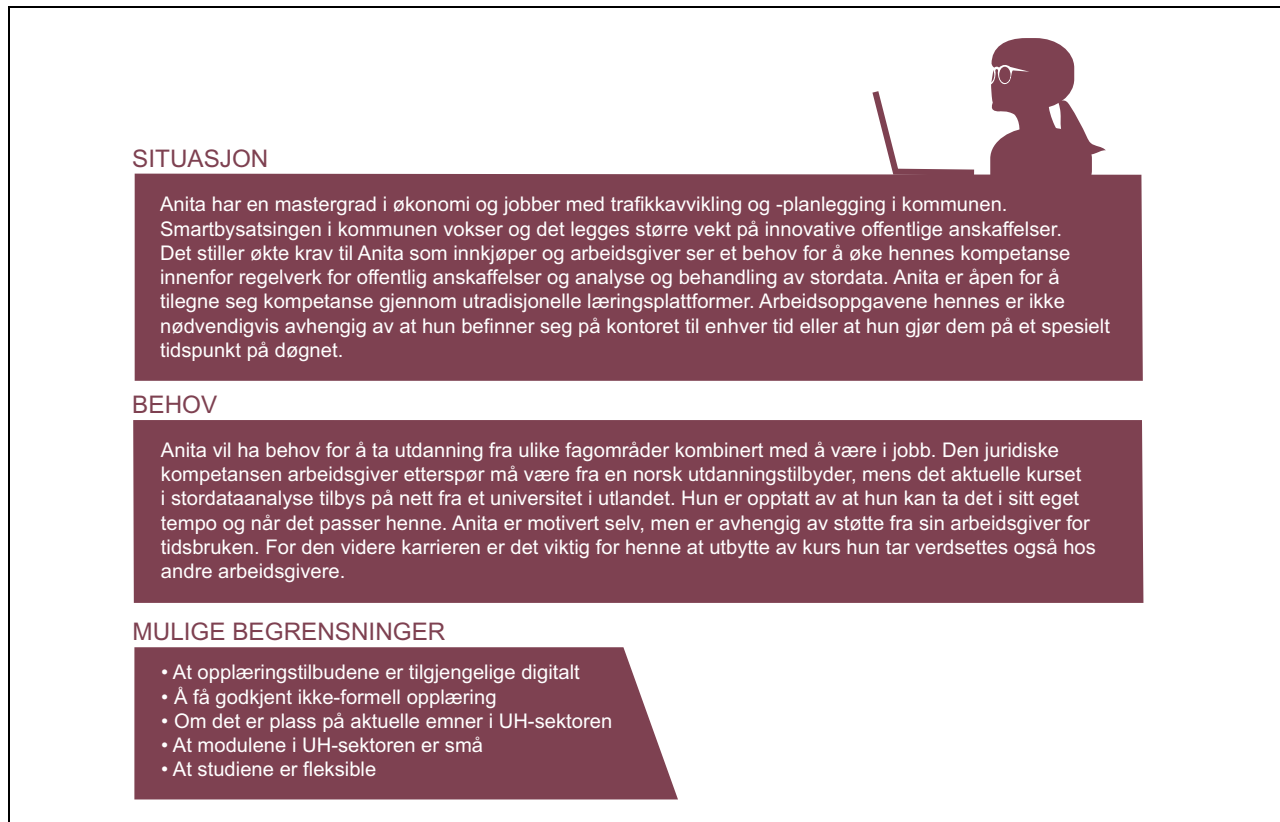 SITUASJON
Anita har en mastergrad i økonomi og jobber med trafikkavvikling og -planlegging i kommunen.
Smartbysatsingen i kommunen vokser og det legges større vekt på innovative offentlige anskaffelser.
Det stiller økte krav til Anita som innkjøper og arbeidsgiver ser et behov for å øke hennes kompetanse
innenfor regelverk for offentlig anskaffelser og analyse og behandling av stordata. Anita er åpen for å
tilegne seg kompetanse gjennom utradisjonelle læringsplattformer. Arbeidsoppgavene hennes er ikke
nødvendigvis avhengig av at hun befinner seg på kontoret til enhver tid eller at hun gjør dem på et spesielt
tidspunkt på døgnet.
BEHOV
Anita vil ha behov for å ta utdanning fra ulike fagområder kombinert med å være i jobb. Den juridiske
kompetansen arbeidsgiver etterspør må være fra en norsk utdanningstilbyder, mens det aktuelle kurset
i stordataanalyse tilbys på nett fra et universitet i utlandet. Hun er opptatt av at hun kan ta det i sitt eget
tempo og når det passer henne. Anita er motivert selv, men er avhengig av støtte fra sin arbeidsgiver for
tidsbruken. For den videre karrieren er det viktig for henne at utbytte av kurs hun tar verdsettes også hos
andre arbeidsgivere.
MULIGE BEGRENSNINGER
• At opplæringstilbudene er tilgjengelige digitalt
• Å få godkjent ikke-formell opplæring
• Om det er plass på aktuelle emner i UH-sektoren
• At modulene i UH-sektoren er små
• At studiene er fleksible